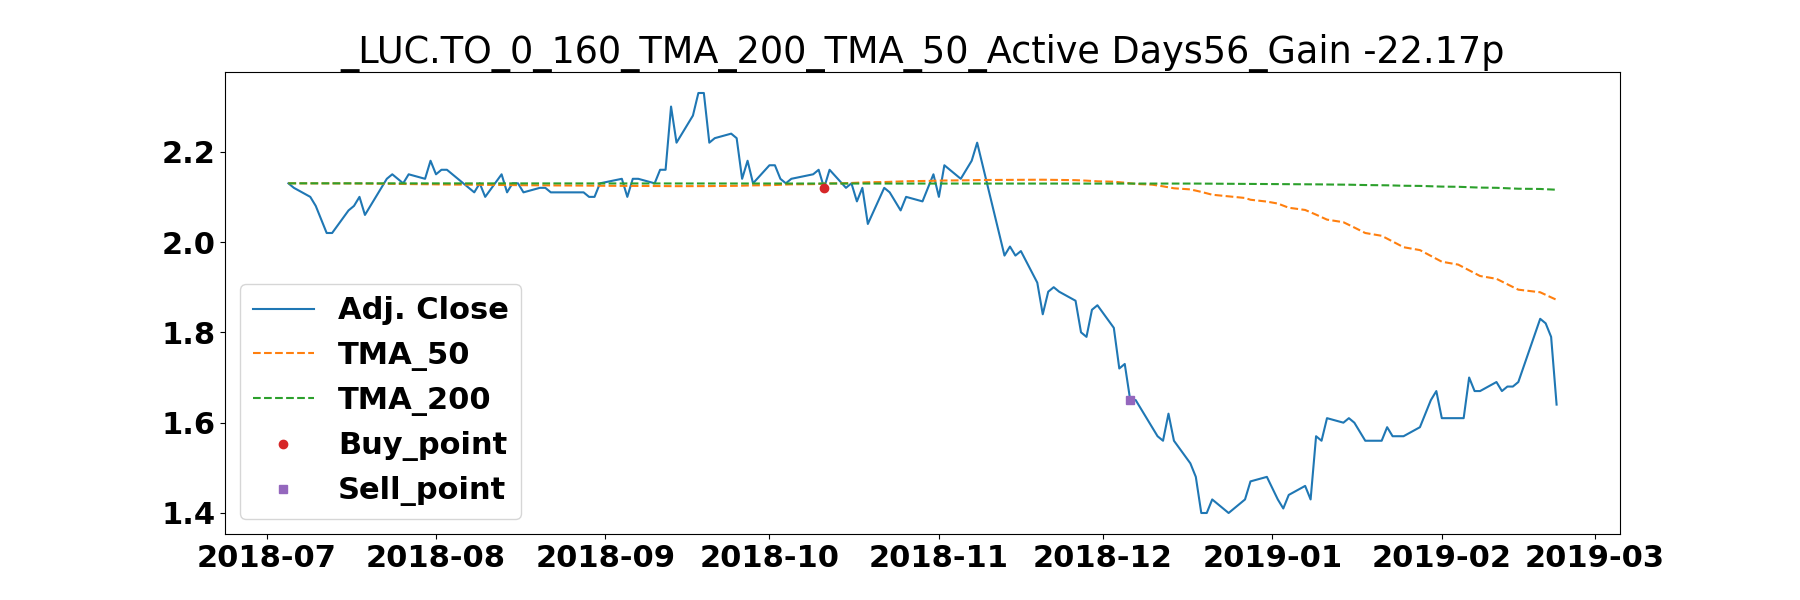 _LUC.TO_0_160_TMA_200_TMA_50_Active Days56_Gain -22.17p
2.2
2.0
1.8
1.6
1.4
Adj. Close
TMA_50
TMA_200
Buy_point
Sell_point
2018-07 2018-08 2018-09 2018-10 2018-11 2018-12 2019-01 2019-02 2019-03